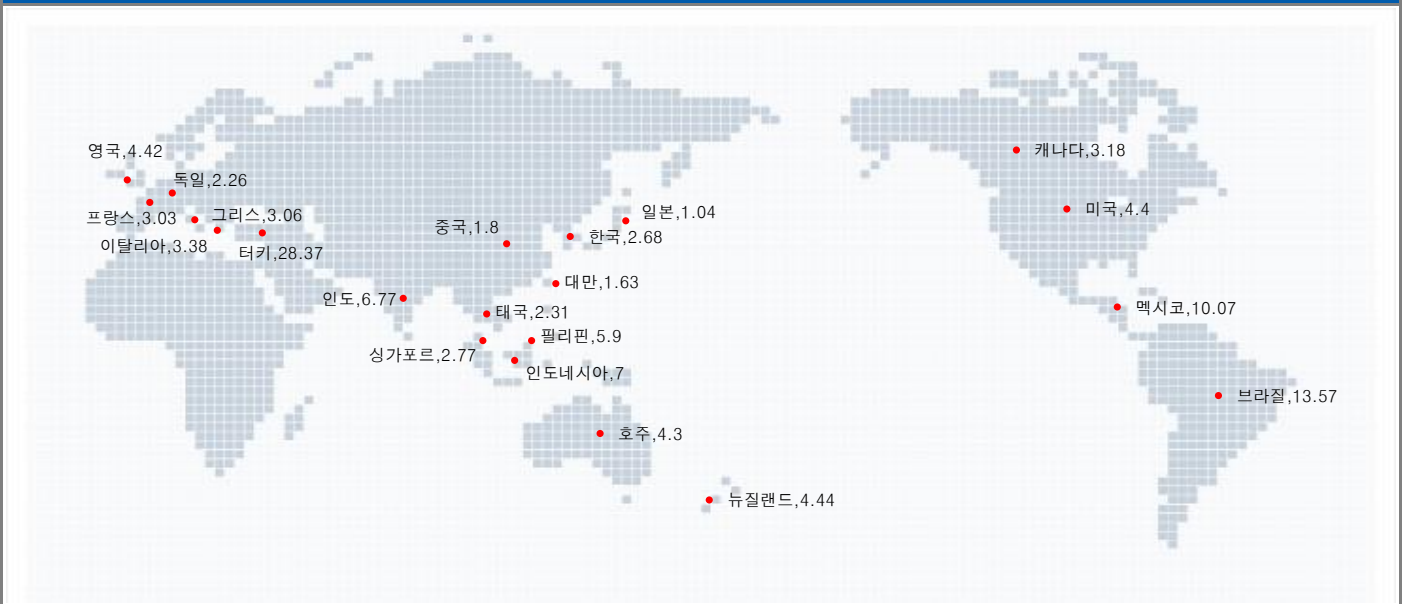 영국,4.42
캐나다,3.18
독일,2.26
미국,4.4
일본,1.04
그리스,3.06
프랑스,3.03
중국,1.8
한국,2.68
이탈리아,3.38
터키,28.37
대만,1.63
인도,6.77
멕시코,10.07
태국,2.31
필리핀,5.9
싱가포르,2.77
인도네시아,7
브라질,13.57
호주,4.3
뉴질랜드,4.44